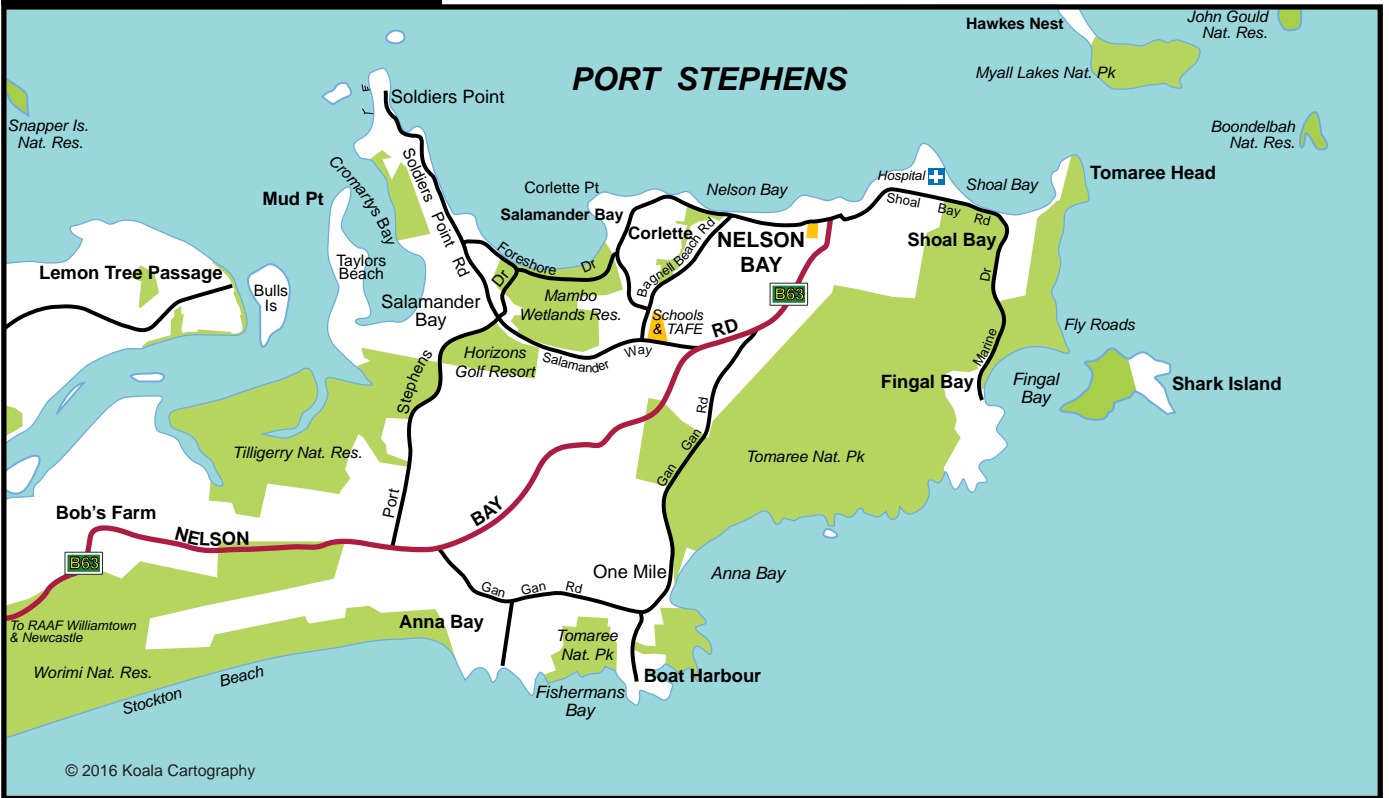 Hawkes Nest
John Gould
Nat. Res.
PORT STEPHENS
Myall Lakes Nat. Pk
Soldiers Point
Snapper Is.
Nat. Res.
Boondelbah
Nat. Res.
Soldiers Point Rd
Cromartys Bay
Mud Pt
Corlette Pt
Nelson Bay
Hospital
Shoal Bay
Tomaree Head
Salamander Bay
Shoal Bay Rd
Corlette
Bagnell Beach Rd
NELSON
BAY
Shoal Bay
Foreshore Dr
Dr
Taylors
Beach
Lemon Tree Passage
Bulls
Is
Salamander
Bay
Mambo
Wetlands Res.
B63
Schools
& TAFE
RD
Fly Roads
Horizons
Golf Resort
Salamander Way
Marine Dr
Fingal Bay
Fingal
Bay
Shark Island
Stephens
Port
Gan Gan Rd
Tilligerry Nat. Res.
Tomaree Nat. Pk
Bob's Farm
NELSON
BAY
B63
One Mile
Anna Bay
Gan Gan Rd
To RAAF Williamtown
& Newcastle
Anna Bay
Tomaree
Nat. Pk
Worimi Nat. Res.
Stockton Beach
Boat Harbour
Fishermans
Bay
© 2016 Koala Cartography